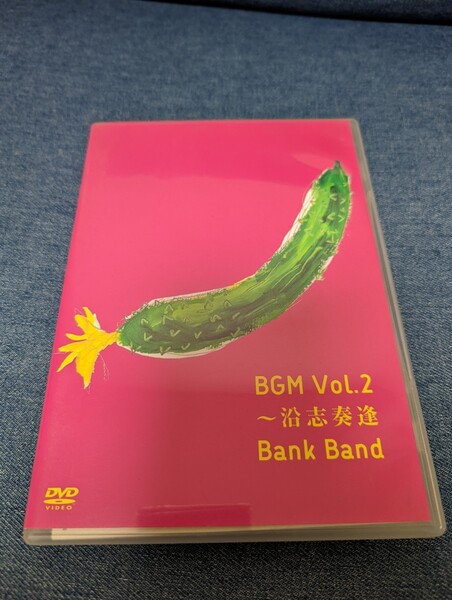 BGM Vol.2
～沿志奏逢
Bank Band
DVD
VIDEO